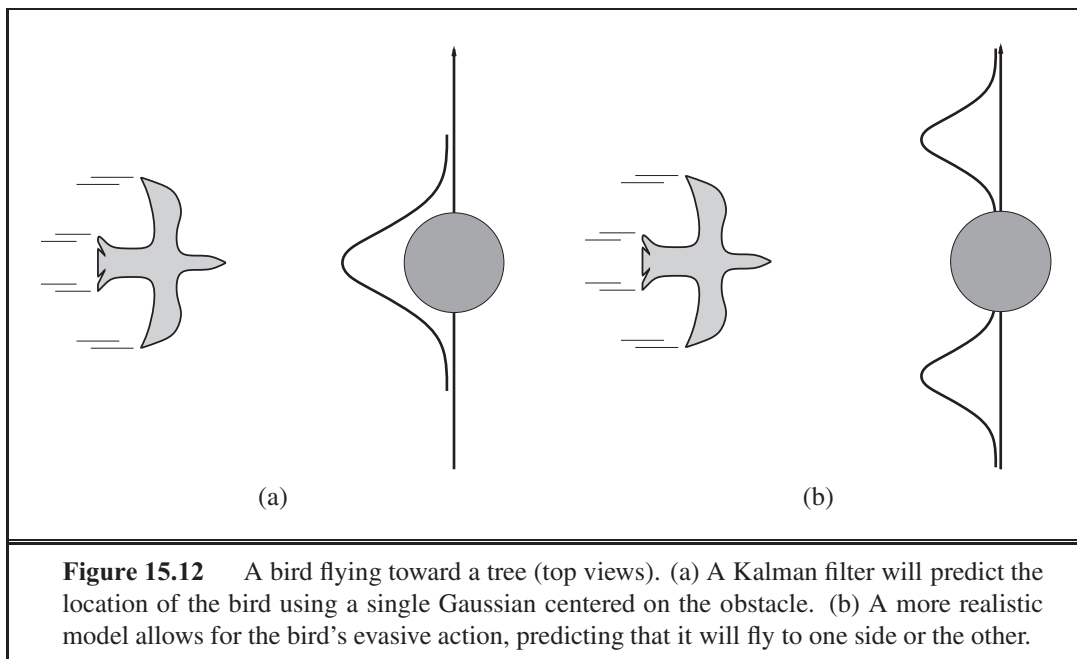 (a) (b)
Figure 15.12 A bird flying toward a tree (top views). (a) A Kalman filter will predict the
location of the bird using a single Gaussian centered on the obstacle. (b) A more realistic
model allows for the bird's evasive action, predicting that it will fly to one side or the other.